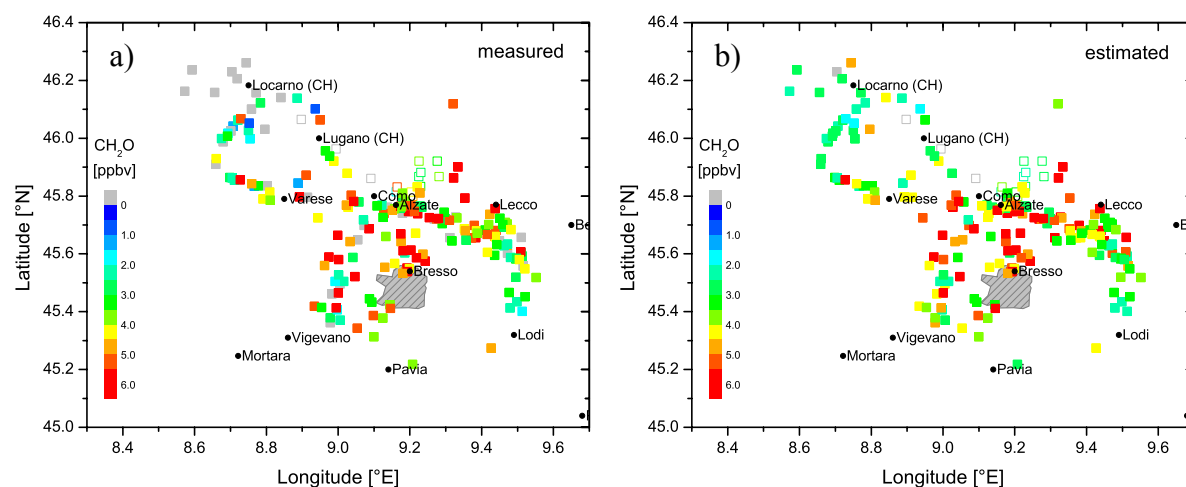 a)
measured
46.4
46.2
46.0
45.8
45.6
45.4
45.2
45.0
Latitude [°N]
CH2O
[ppbv]
0
1.0
2.0
3.0
4.0
5.0
6.0
Locarno (CH)
Lugano (CH)
Varese
Como
Alzate
Lecco
Be
Bresso
Vigevano
Lodi
Mortara
Pavia
8.4 8.6 8.8 9.0 9.2 9.4 9.6
Longitude [°E]
b)
estimated
46.4
46.2
46.0
45.8
45.6
45.4
45.2
45.0
Latitude [°N]
CH2O
[ppbv]
0
1.0
2.0
3.0
4.0
5.0
6.0
Locarno (CH)
Lugano (CH)
Varese
Como
Alzate
Lecco
Bresso
Vigevano
Lodi
Mortara
Pavia
8.4 8.6 8.8 9.0 9.2 9.4 9.6
Longitude [°E]